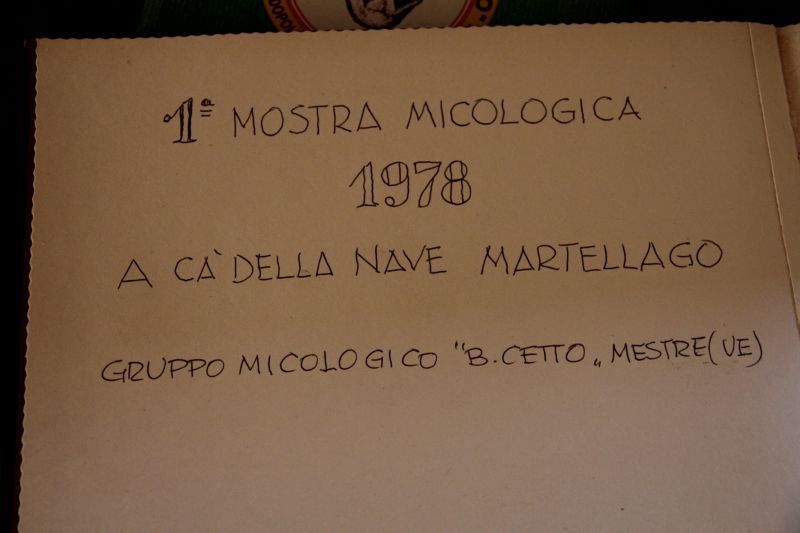 1ª MOSTRA MICOLOGICA
1978
A CA' DELLA NAVE MARTELLAGO
GRUPPO MICOLOGICO "B. CETTO „ MESTRE (VE)